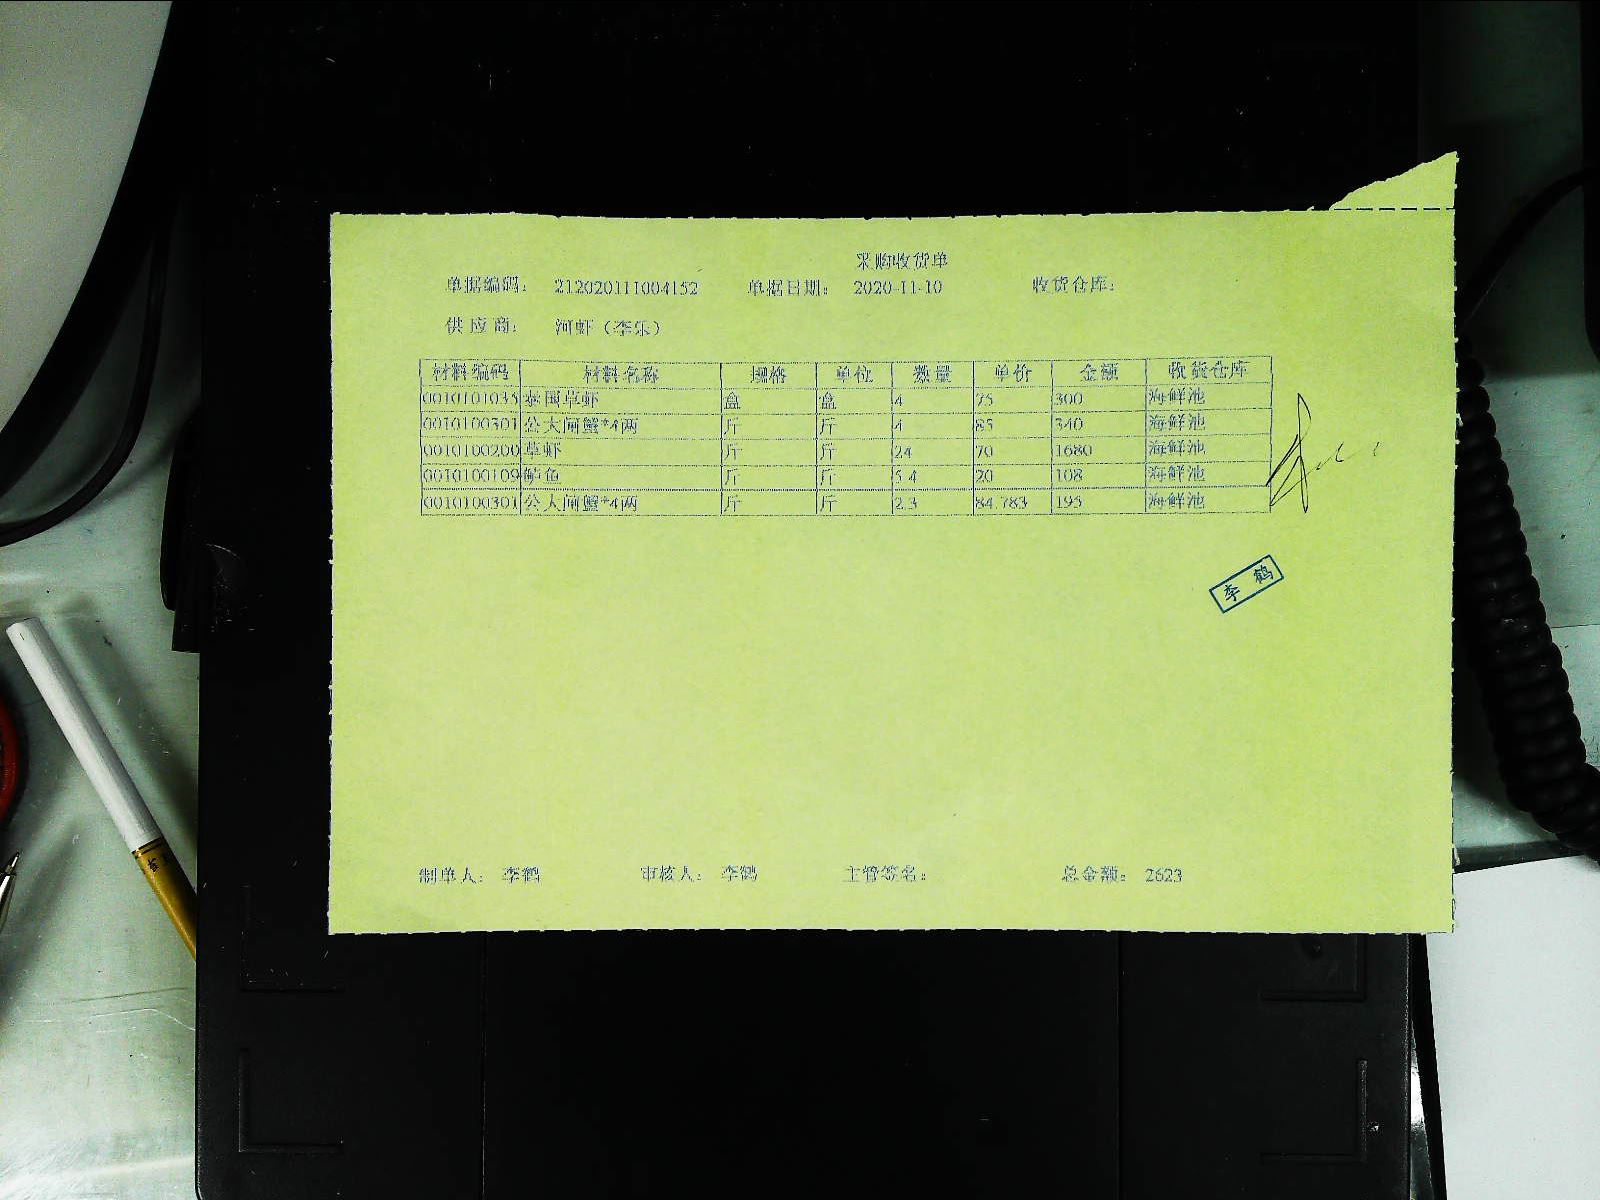 采购收货单
单据编码： 212020111004152 单据日期： 2020-11-10 收货仓库：
供应商： 河虾（李乐）
材料编码 材料名称 规格 单位 数量 单价 金额 收货仓库
0010101035 泰国草虾 盒 盒 4 75 300 海鲜池
0010100301 公大闸蟹*4两 斤 斤 4 85 340 海鲜池
0010100200 草虾 斤 斤 24 70 1680 海鲜池
0010100109 鲈鱼 斤 斤 5.4 20 108 海鲜池
0010100301 公大闸蟹*4两 斤 斤 2.3 84.783 195 海鲜池
李鹤
制单人： 李鹤 审核人： 李鹤 主管签名： 总金额： 2623